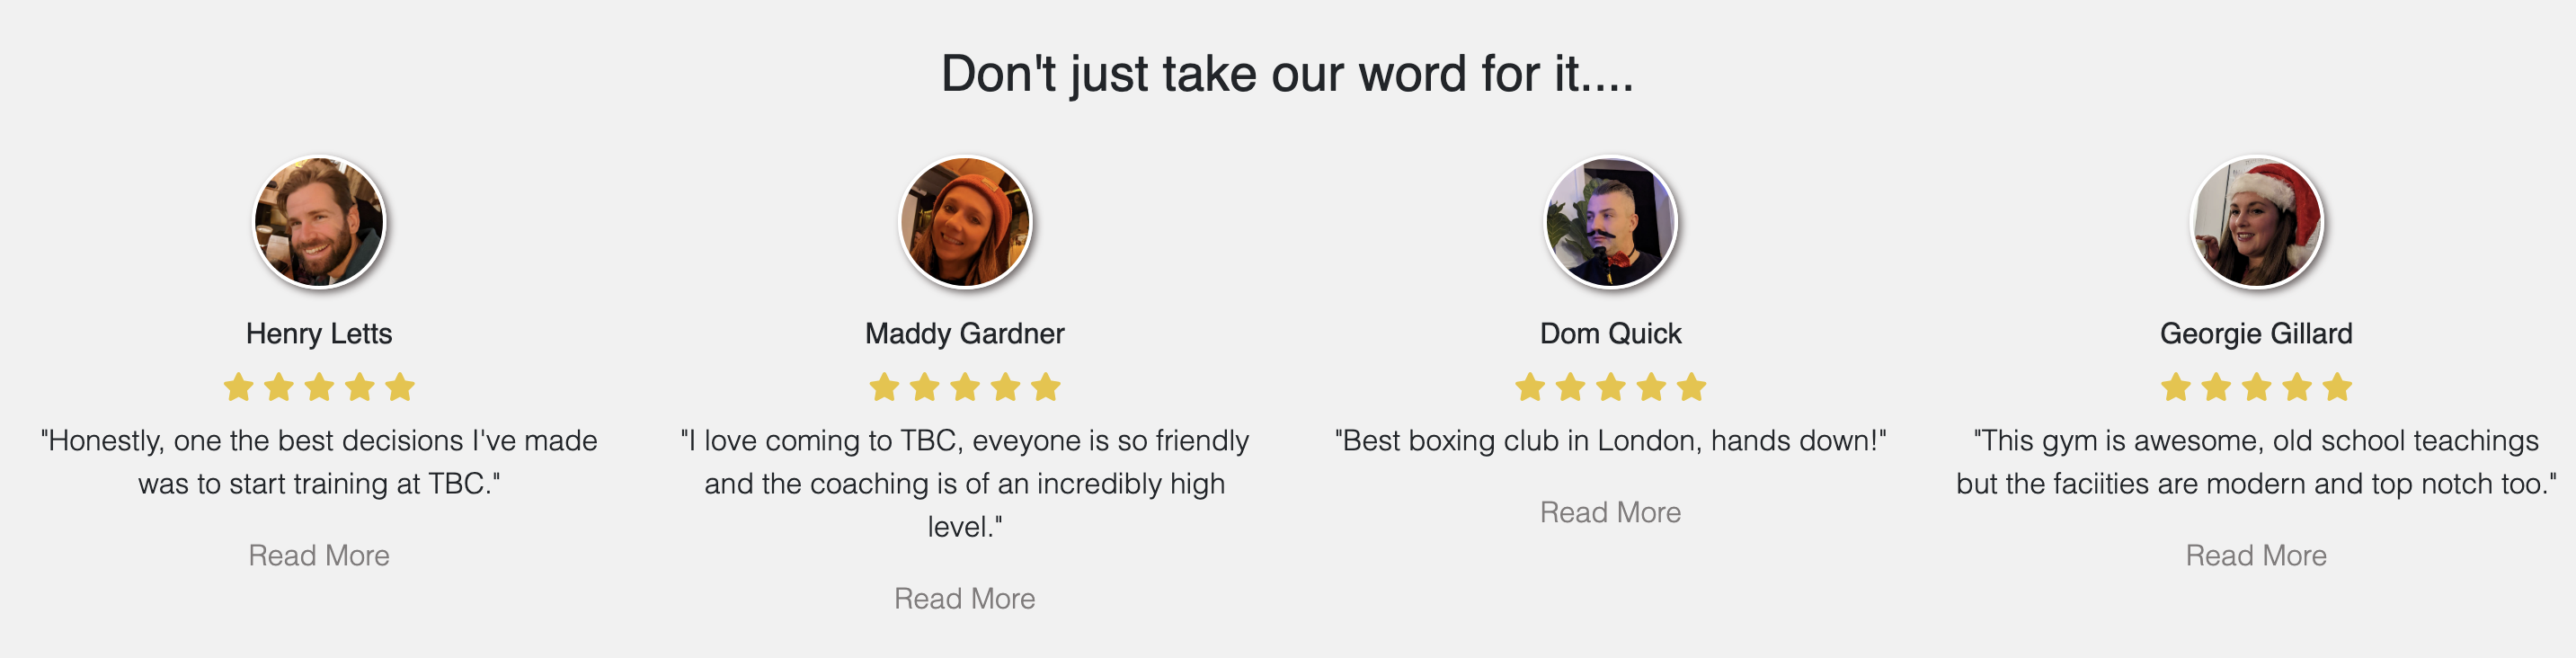 Don't just take our word for it....
Henry Letts
"Honestly, one the best decisions I've made
was to start training at TBC."
Read More
Maddy Gardner
"I love coming to TBC, eveyone is so friendly
and the coaching is of an incredibly high
level."
Read More
Dom Quick
"Best boxing club in London, hands down!"
Read More
Georgie Gillard
"This gym is awesome, old school teachings
but the faciities are modern and top notch too."
Read More